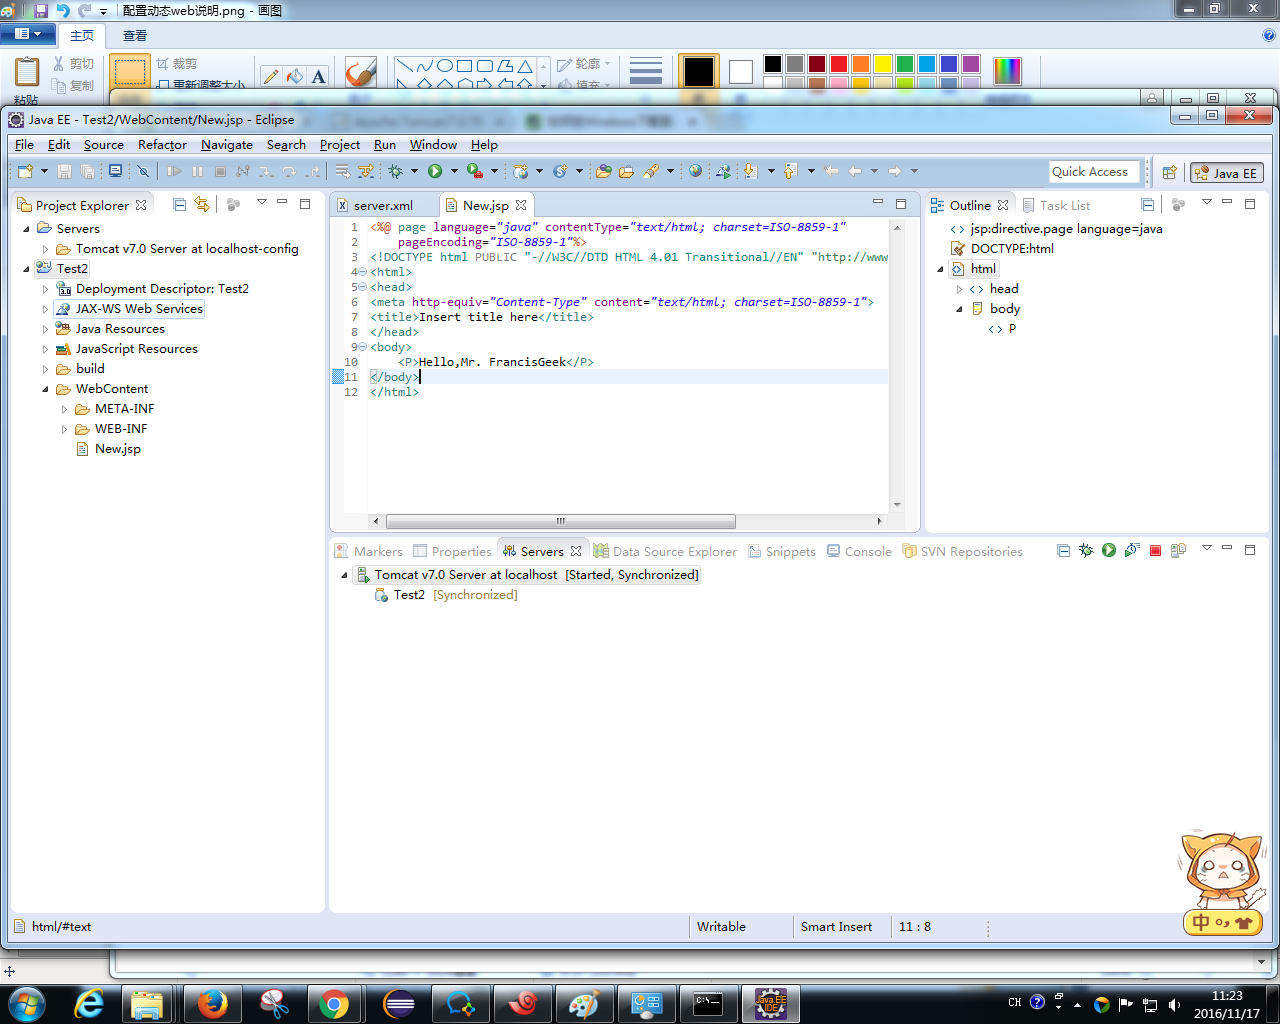 配置动态web说明.png - 画图
主页 查看
剪切
复制
粘贴
裁剪
重新调整大小
A
轮廓
填充
Java EE - Test2/WebContent/New.jsp - Eclipse
File Edit Source Refactor Navigate Search Project Run Window Help
Quick Access
Java EE
Project Explorer
Servers
Tomcat v7.0 Server at localhost-config
Test2
Deployment Descriptor: Test2
JAX-WS Web Services
Java Resources
JavaScript Resources
build
WebContent
META-INF
WEB-INF
New.jsp
server.xml New.jsp
1 <%@ page language="java" contentType="text/html; charset=ISO-8859-1"
2 pageEncoding="ISO-8859-1"%>
3 <!DOCTYPE html PUBLIC "-//W3C//DTD HTML 4.01 Transitional//EN" "http://www
4 <html>
5 <head>
6 <meta http-equiv="Content-Type" content="text/html; charset=ISO-8859-1">
7 <title>Insert title here</title>
8 </head>
9 <body>
10 <P>Hello,Mr. FrancisGeek</P>
11 </body>
12 </html>
Outline Task List
jsp:directive.page language=java
DOCTYPE:html
html
head
body
P
Markers Properties Servers Data Source Explorer Snippets Console SVN Repositories
Tomcat v7.0 Server at localhost [Started, Synchronized]
Test2 [Synchronized]
中
html/#text
Writable
Smart Insert
11 : 8
Java EE IDE
CH
11:23
2016/11/17